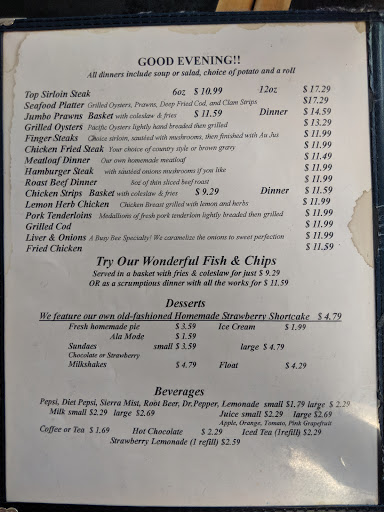 GOOD EVENING!!
All dinners include soup or salad, choice of potato and a roll
Top Sirloin Steak 6oz $ 10.99 12oz $ 17.29
Seafood Platter Grilled Oysters, Prawns, Deep Fried Cod, and Clam Strips $17.29
Jumbo Prawns Basket with coleslaw & fries $ 11.59 Dinner $ 14.59
Grilled Oysters Pacific Oysters lightly hand breaded then grilled $ 13.29
Finger Steaks Choice sirloin, sautéed with mushrooms, then finished with Au Jus $ 11.99
Chicken Fried Steak Your choice of country style or brown gravy $ 11.99
Meatloaf Dinner Our own homemade meatloaf $ 11.49
Hamburger Steak with sautéed onions mushrooms if you like $ 11.99
Roast Beef Dinner 8oz of thin sliced beef roast $ 11.99
Chicken Strips Basket with coleslaw & fries $ 9.29 Dinner $ 11.59
Lemon Herb Chicken Chicken Breast grilled with lemon and herbs $ 11.99
Pork Tenderloins Medallions of fresh pork tenderloin lightly breaded then grilled $ 11.99
Grilled Cod $ 11.99
Liver & Onions A Busy Bee Specialty! We caramelize the onions to sweet perfection $ 11.99
Fried Chicken $ 11.59
Try Our Wonderful Fish & Chips
Served in a basket with fries & coleslaw for just $ 9.29
OR as a scrumptious dinner with all the works for $ 11.59
Desserts
We feature our own old-fashioned Homemade Strawberry Shortcake $ 4.79
Fresh homemade pie $ 3.59 Ice Cream $ 1.99
Ala Mode $ 1.59
Sundaes small $ 3.59 large $ 4.79
Chocolate or Strawberry
Milkshakes $ 4.79 Float $ 4.29
Beverages
Pepsi, Diet Pepsi, Sierra Mist, Root Beer, Dr.Pepper, Lemonade small $1.79 large $ 2.29
Milk small $2.29 large $2.69 Juice small $2.29 large $2.69
Apple, Orange, Tomato, Pink Grapefruit
Coffee or Tea $ 1.69 Hot Chocolate $ 2.29 Iced Tea (1refill) $2.29
Strawberry Lemonade (1 refill) $2.59